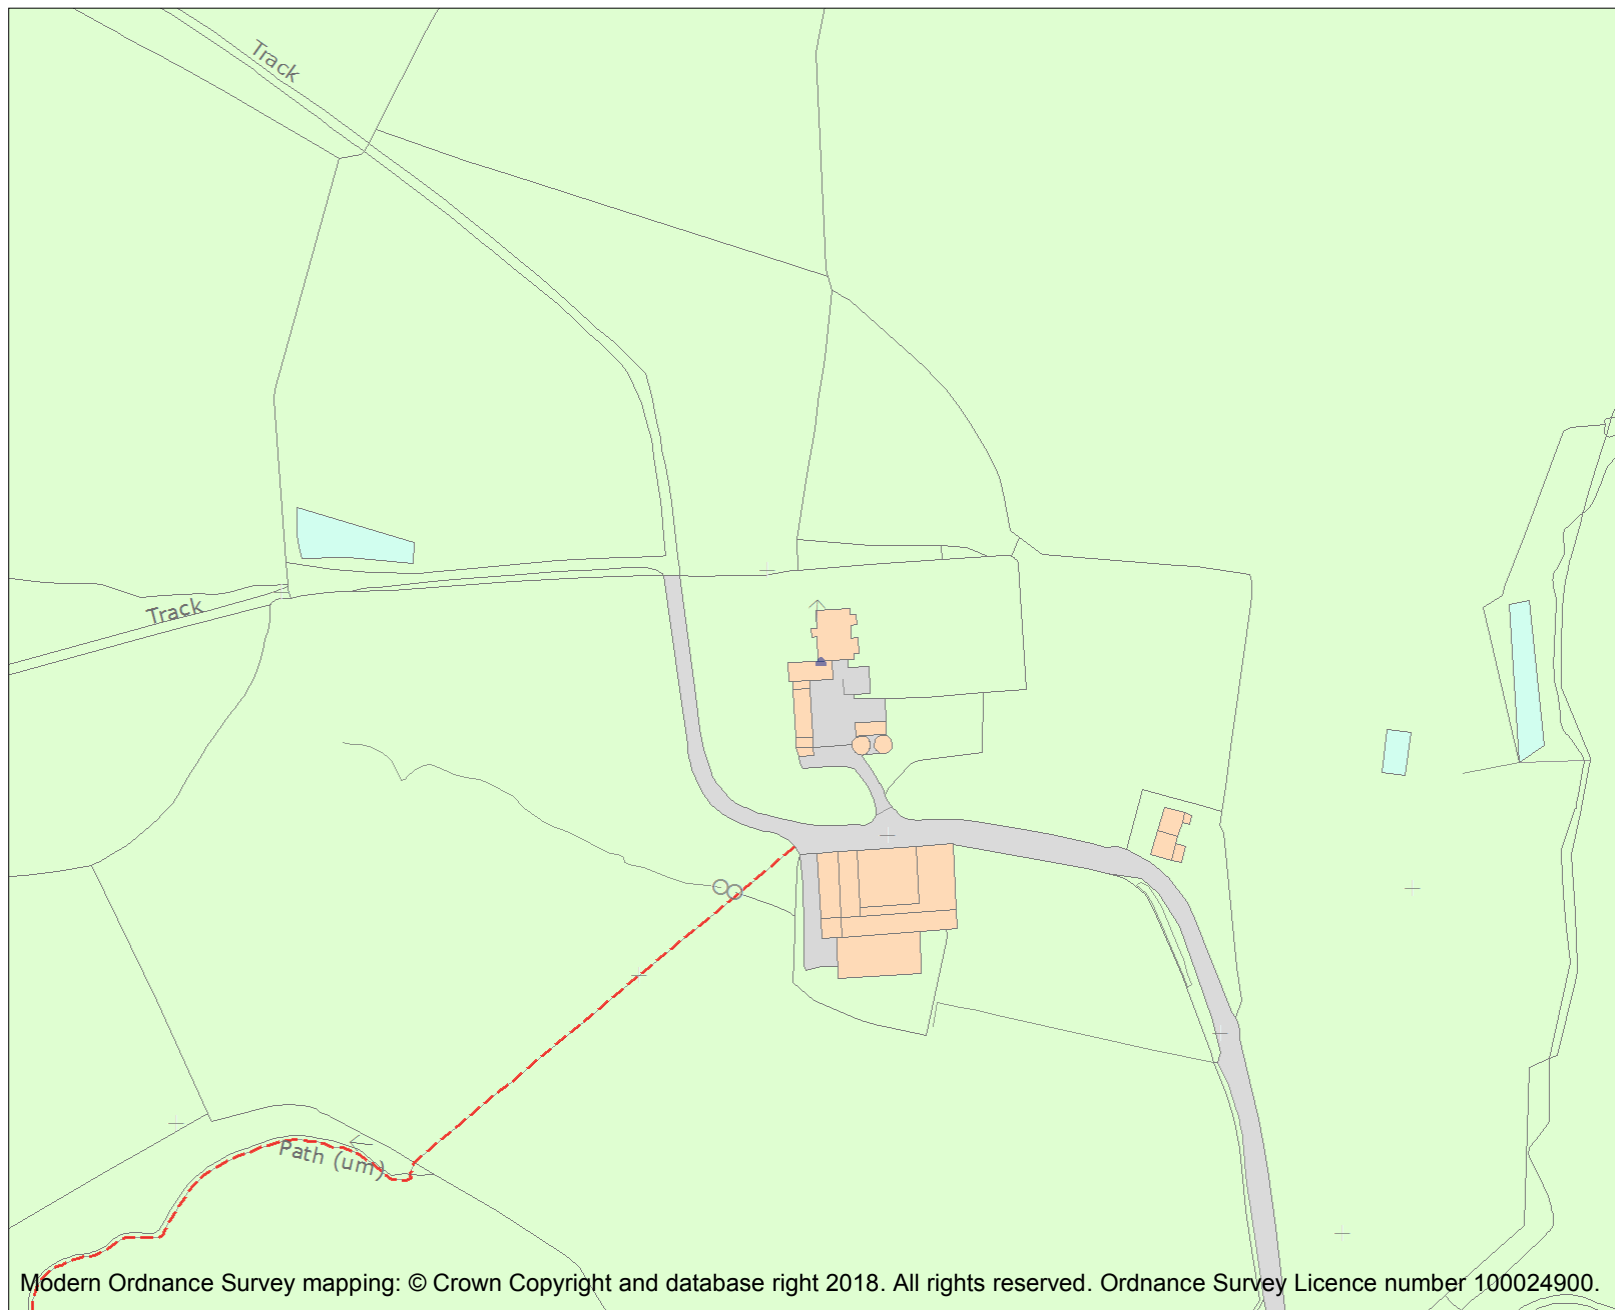 Track
Track
Path (um)
Modern Ordnance Survey mapping: © Crown Copyright and database right 2018. All rights reserved. Ordnance Survey Licence number 100024900.